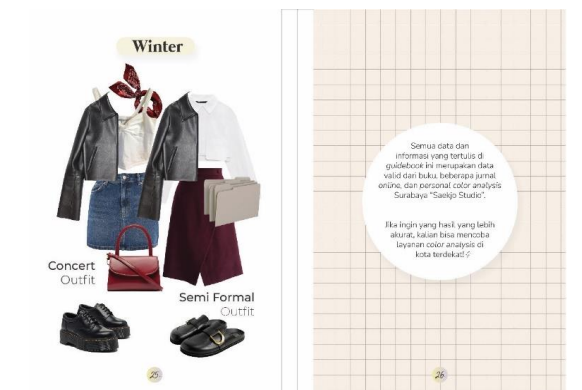 Winter
Concert
Outfit
Semi Formal
Outfit
25
Semua data dan
informasi yang tertulis di
guidebook ini merupakan data
valid dari buku, beberapa jurnal
online, dan personal color analysis
Surabaya "Saekjo Studio".
Jika ingin yang hasil yang lebih
akurat, kalian bisa mencoba
layanan color analysis di
kota terdekat!
26